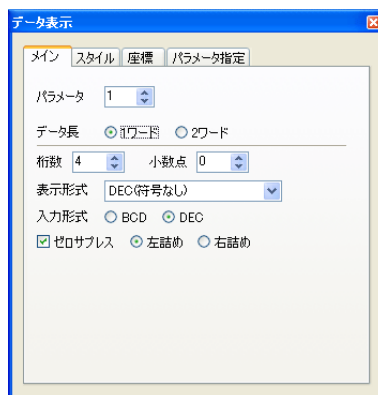 データ表示
メイン スタイル 座標 パラメータ指定
パラメータ 1
データ長 1ワード 2ワード
桁数 4 小数点 0
表示形式 DEC(符号なし)
入力形式 BCD DEC
ゼロサプレス 左詰め 右詰め